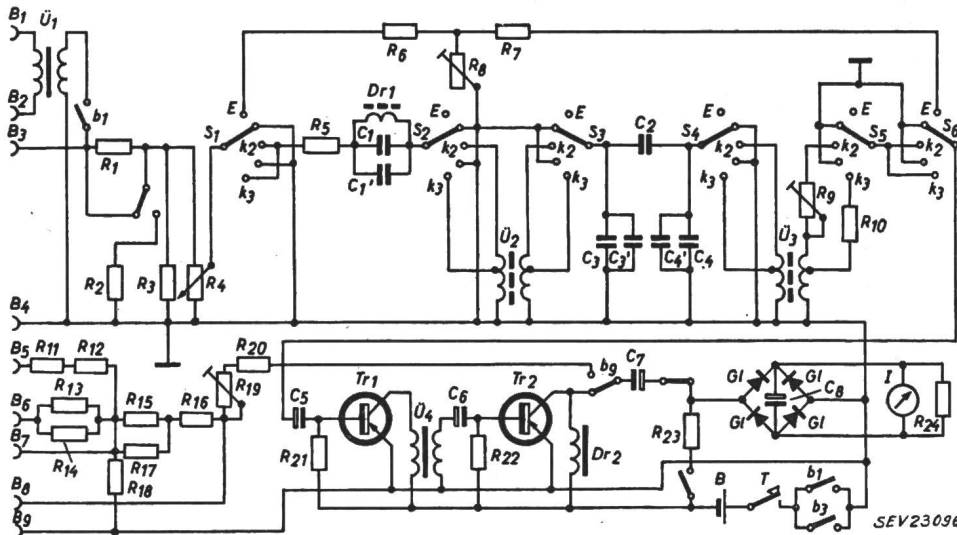 B1 Ü1
B2
B3 b1 R1
R2 R3 R4
S1 E k2 k3
R5 Dr1 C1 C1'
R6 R8 R7
S2 E k2 k3
Ü2
E k2 k3 S3
C2
C3 C3' C4' C4
S4 E k2 k3
Ü3
R9 R10
E k2 k3 S5
S6 E k2 k3
B4
B5 R11 R12
B6 R13 R14
B7 R15 R16
R17
R18
B8
B9
R19 R20
C5 Tr1
R21
Ü4 C6 Tr2
R22
Dr2
b9 C7
R23
Gl Gl
Gl Gl
C8
I R24
B T b1
b3
SEV23096